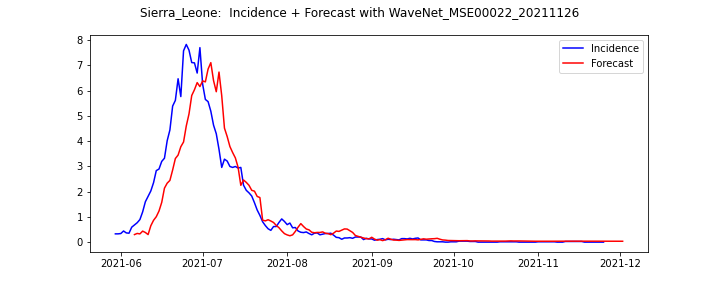 Sierra_Leone:  Incidence + Forecast with WaveNet_MSE00022_20211126
Incidence
Forecast
8
7
6
5
4
3
2
1
0
2021-06 2021-07 2021-08 2021-09 2021-10 2021-11 2021-12